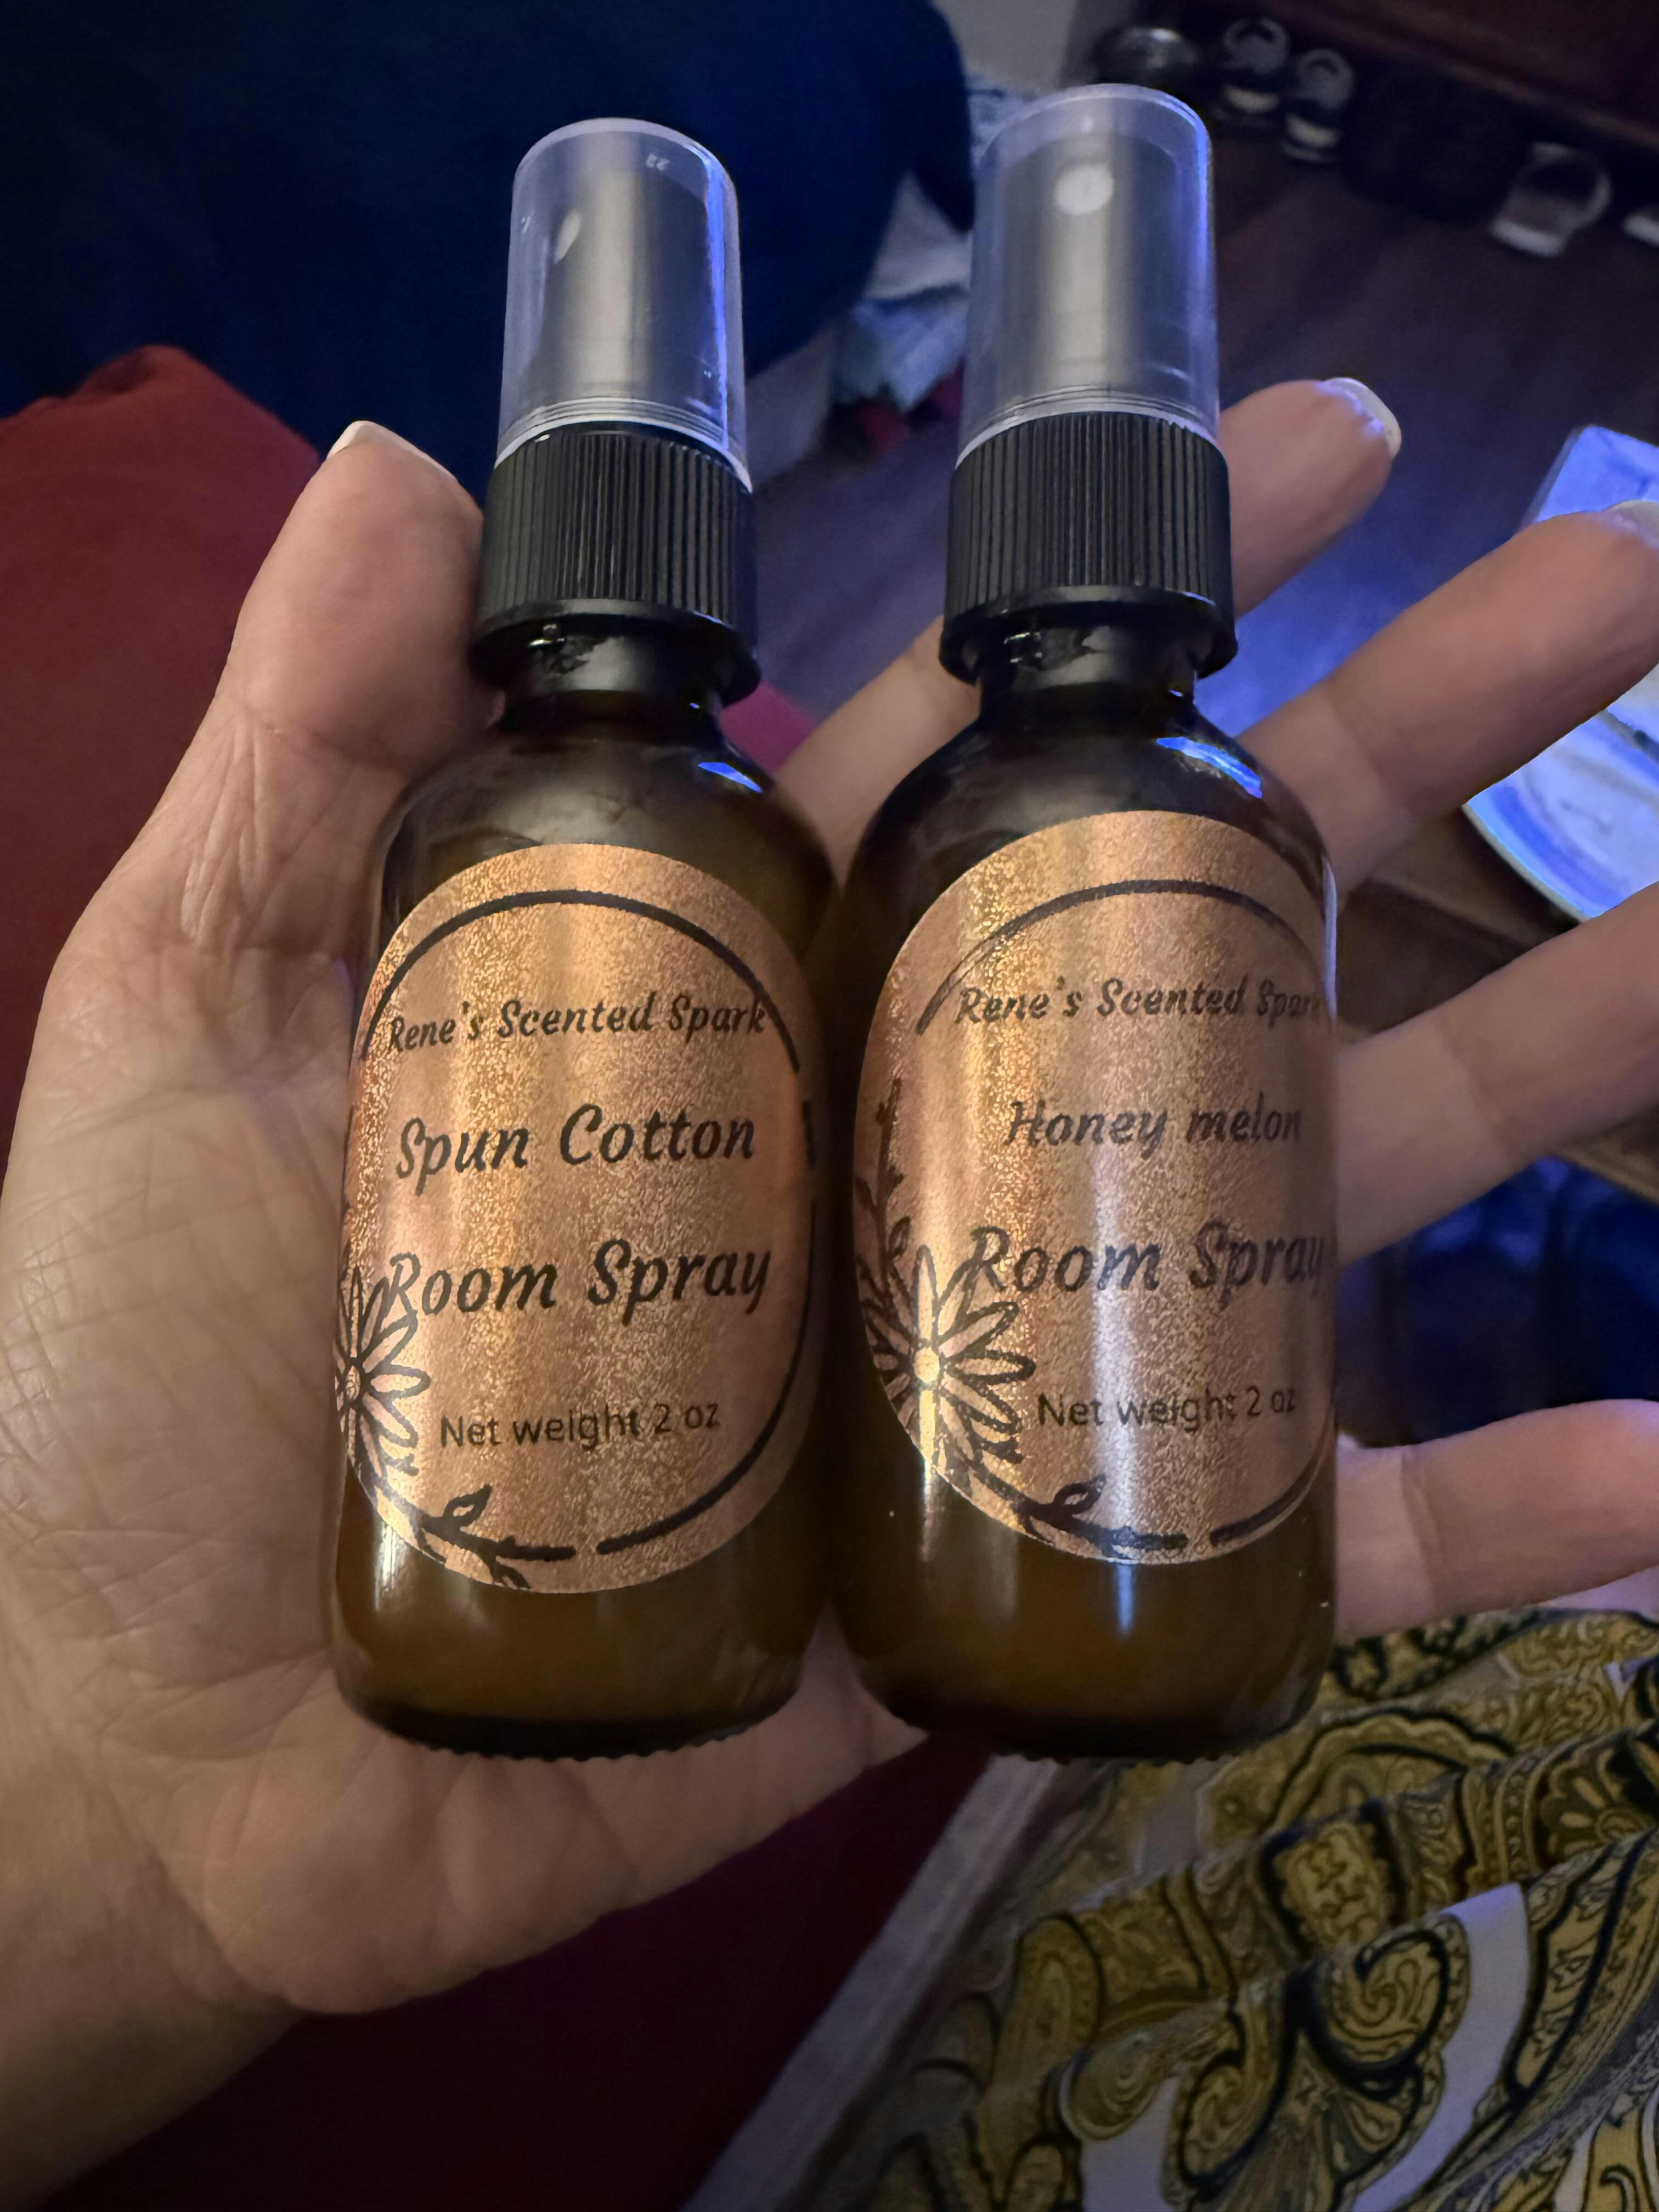 Rene's Scented Spark
Spun Cotton
Room Spray
Net weight 2 oz
Rene's Scented Spark
Honey melon
Room Spray
Net weight 2 oz